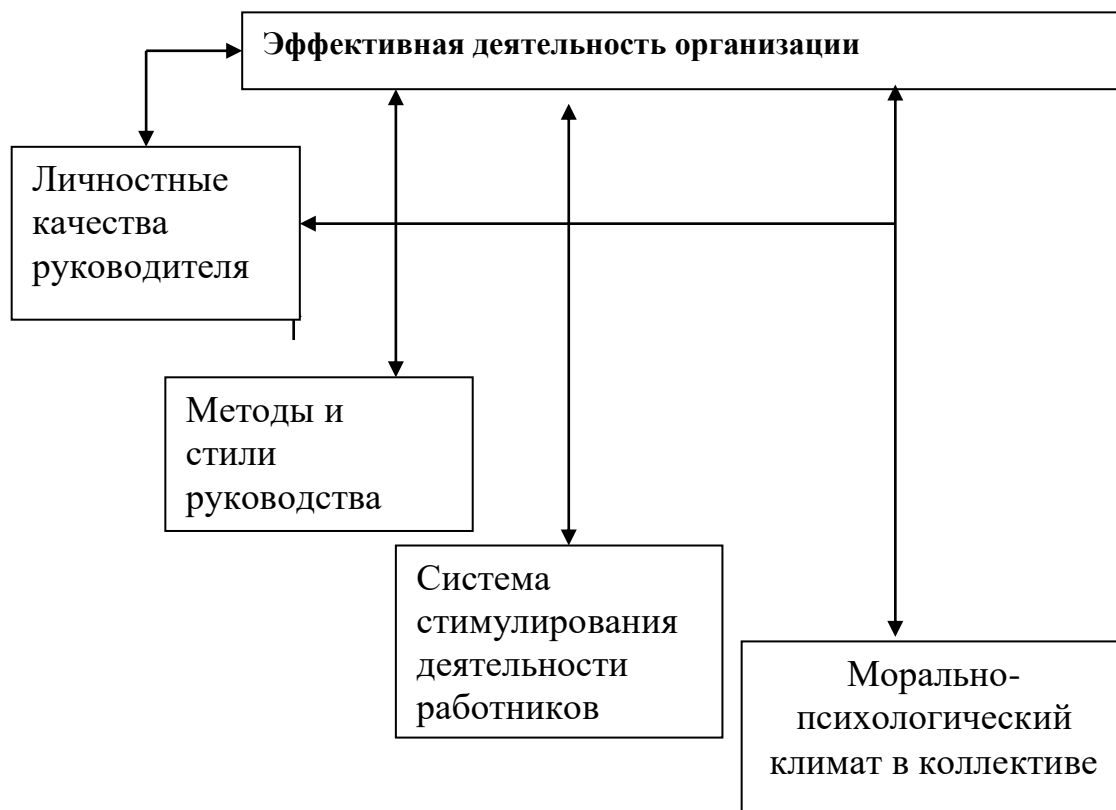 Эффективная деятельность организации
Личностные
качества
руководителя
Методы и
стили
руководства
Система
стимулирования
деятельности
работников
Морально-
психологический
климат в коллективе